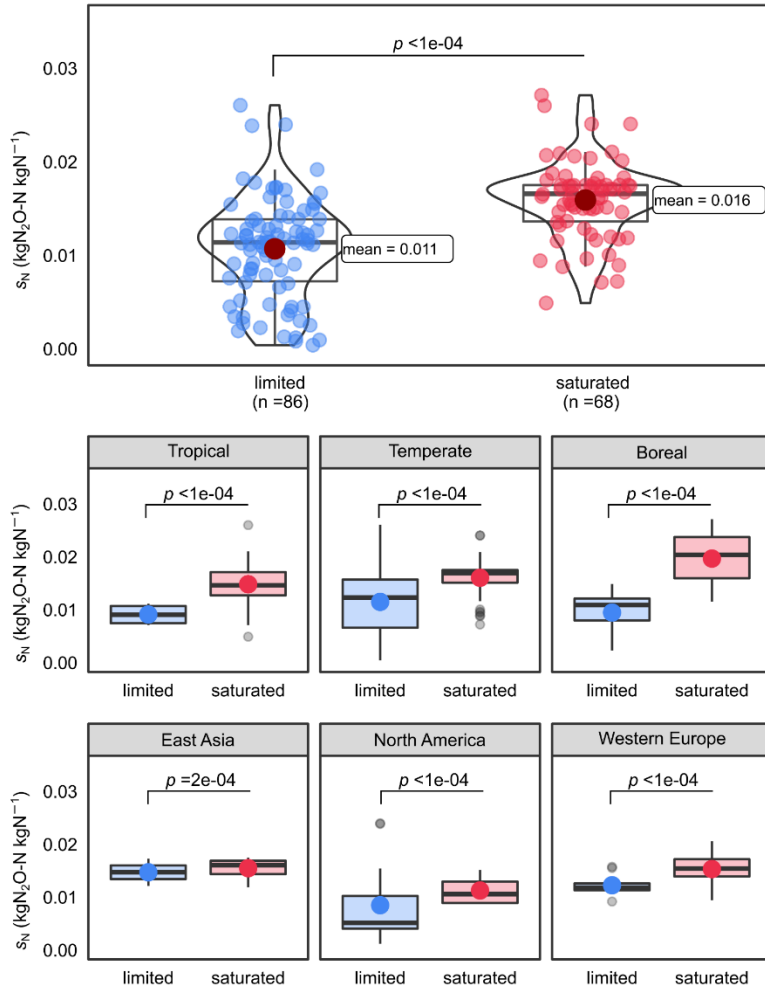 p <1e-04
0.03
0.02
0.01
0.00
s_N (kgN₂O-N kgN⁻¹)
mean = 0.011
mean = 0.016
limited
(n =86)
saturated
(n =68)
Tropical
Temperate
Boreal
p <1e-04
p <1e-04
p <1e-04
0.03
0.02
0.01
0.00
s_N (kgN₂O-N kgN⁻¹)
limited saturated
limited saturated
limited saturated
East Asia
North America
Western Europe
p =2e-04
p <1e-04
p <1e-04
0.03
0.02
0.01
0.00
s_N (kgN₂O-N kgN⁻¹)
limited saturated
limited saturated
limited saturated